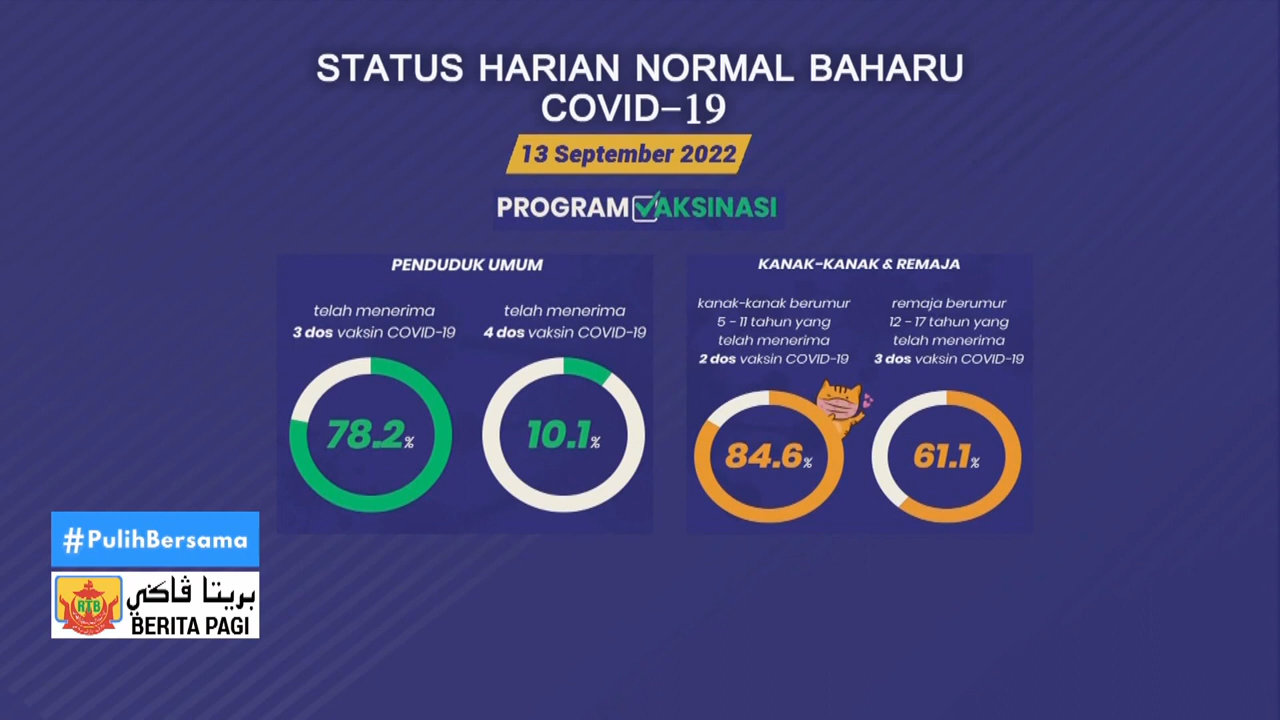 STATUS HARIAN NORMAL BAHARU
COVID-19
13 September 2022
PROGRAM VAKSINASI
PENDUDUK UMUM
telah menerima
3 dos vaksin COVID-19
78.2%
telah menerima
4 dos vaksin COVID-19
10.1%
KANAK-KANAK & REMAJA
kanak-kanak berumur
5 - 11 tahun yang
telah menerima
2 dos vaksin COVID-19
84.6%
remaja berumur
12 - 17 tahun yang
telah menerima
3 dos vaksin COVID-19
61.1%
#PulihBersama
بريتا ڤاݢي
RTB
BERITA PAGI